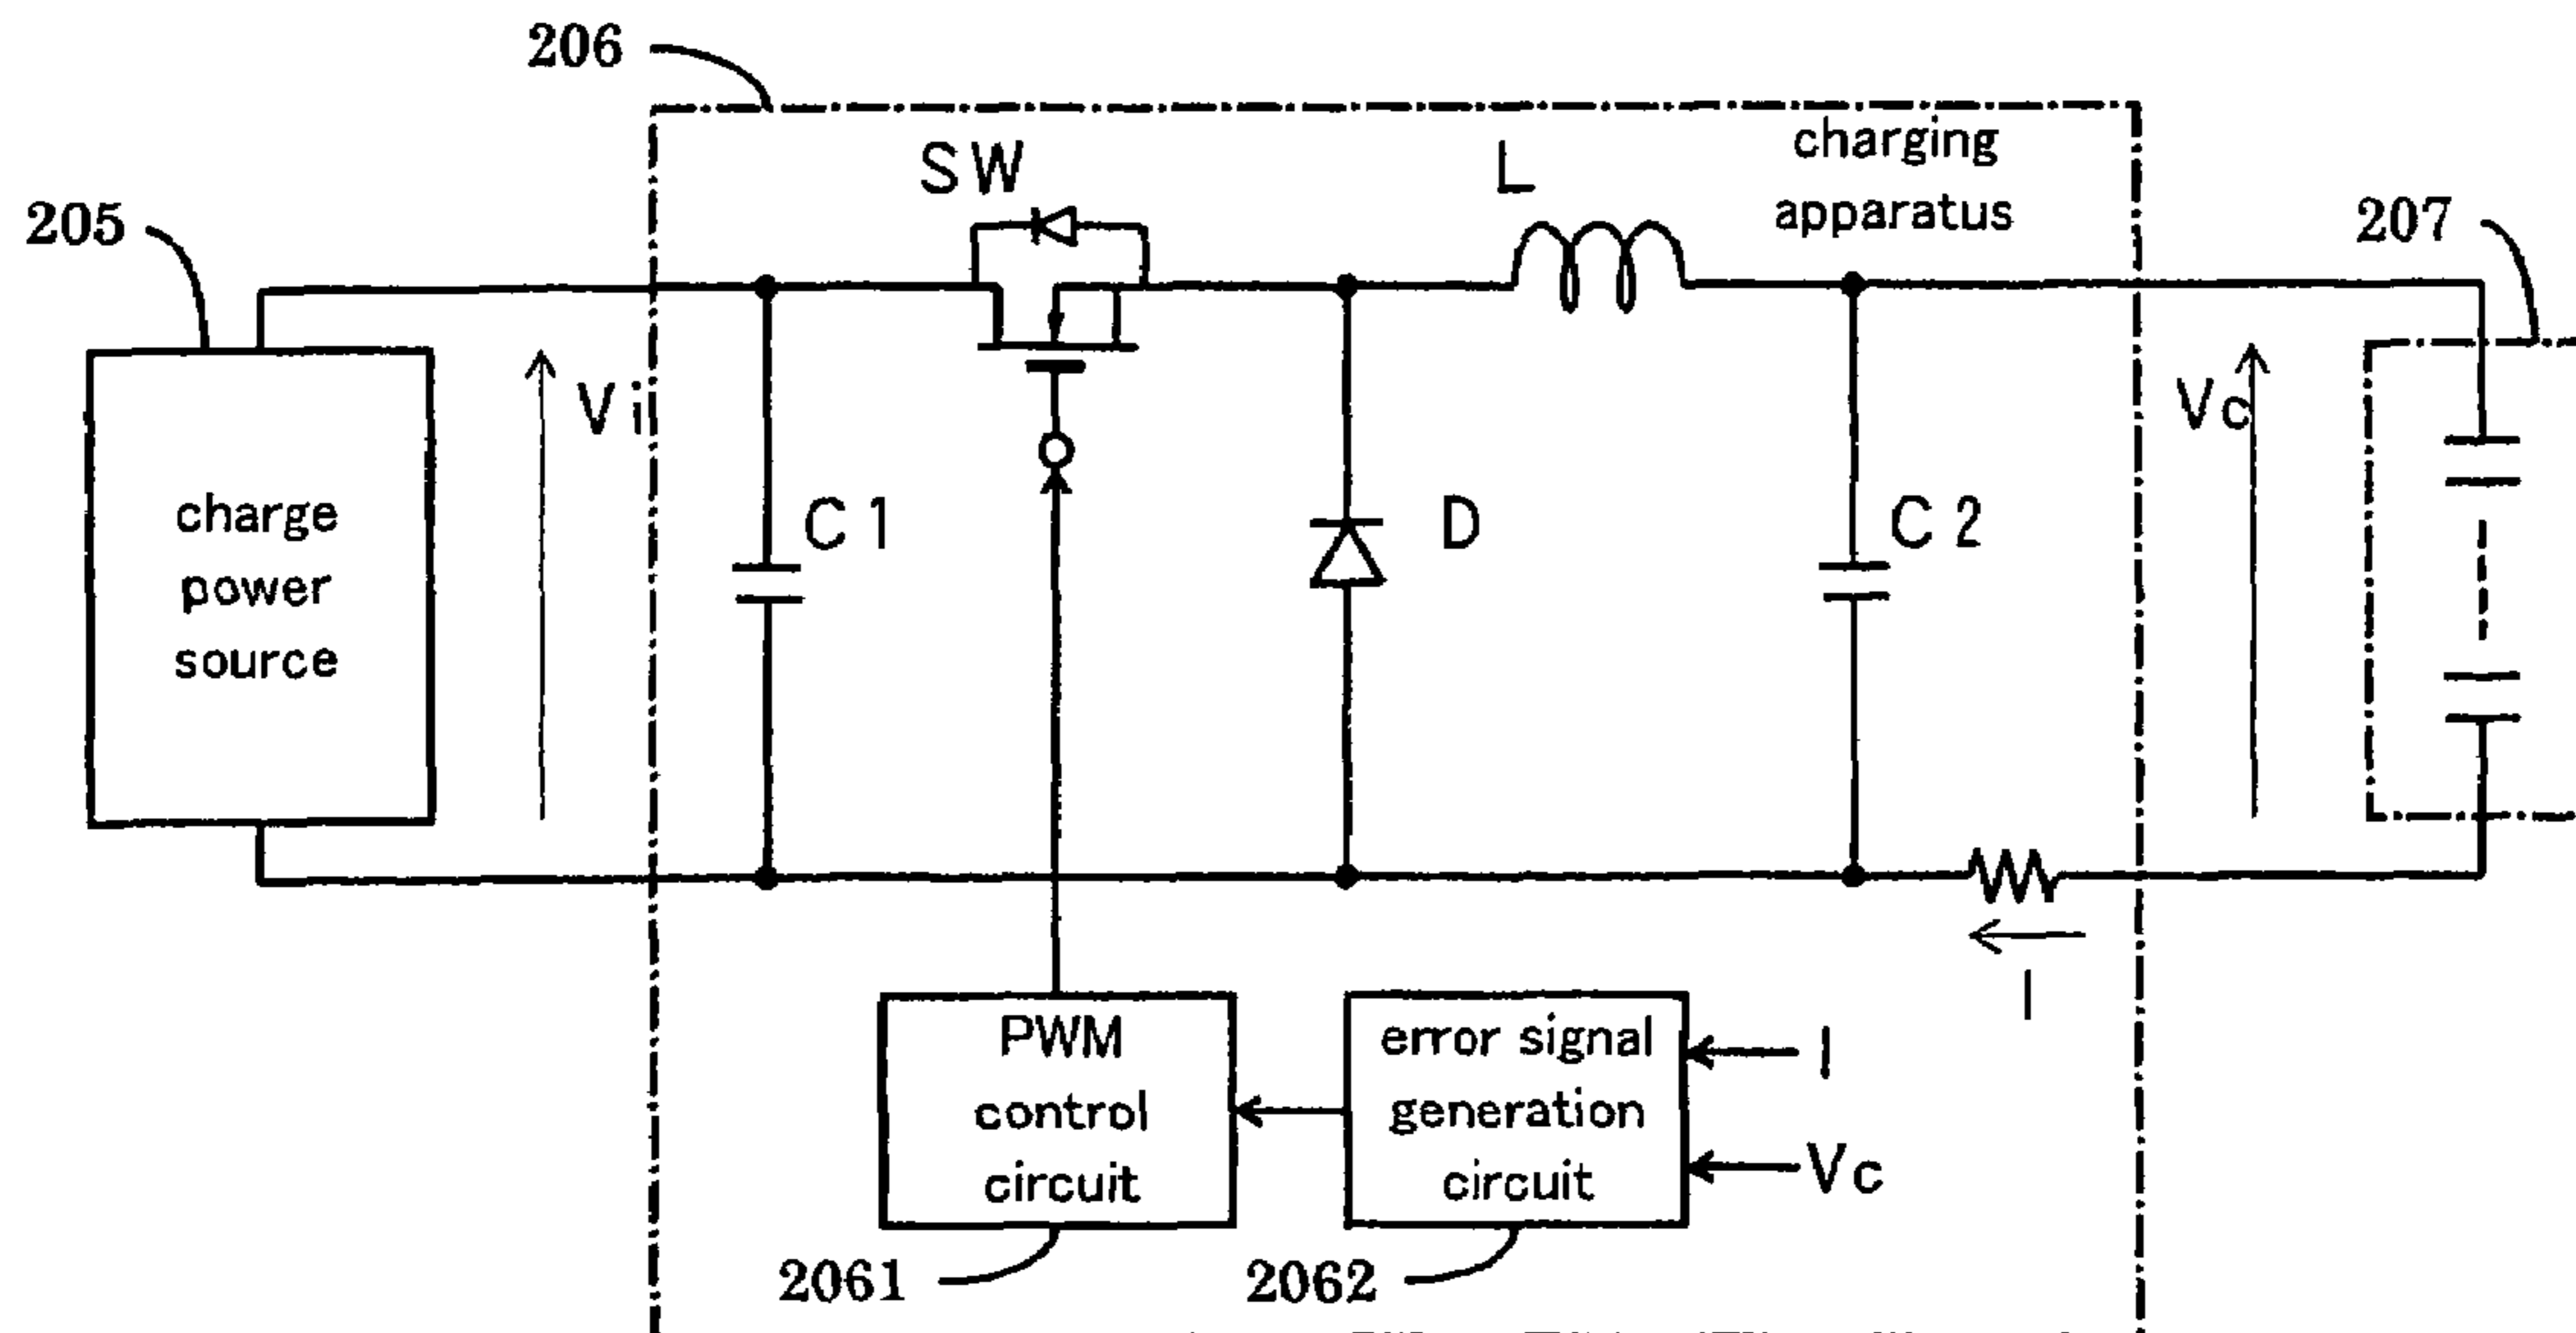 206
SW
L
charging
apparatus
205
207
Vi
Vc
charge
power
source
C1
D
C2
I
PWM
control
circuit
error signal
generation
circuit
I
Vc
2061
2062